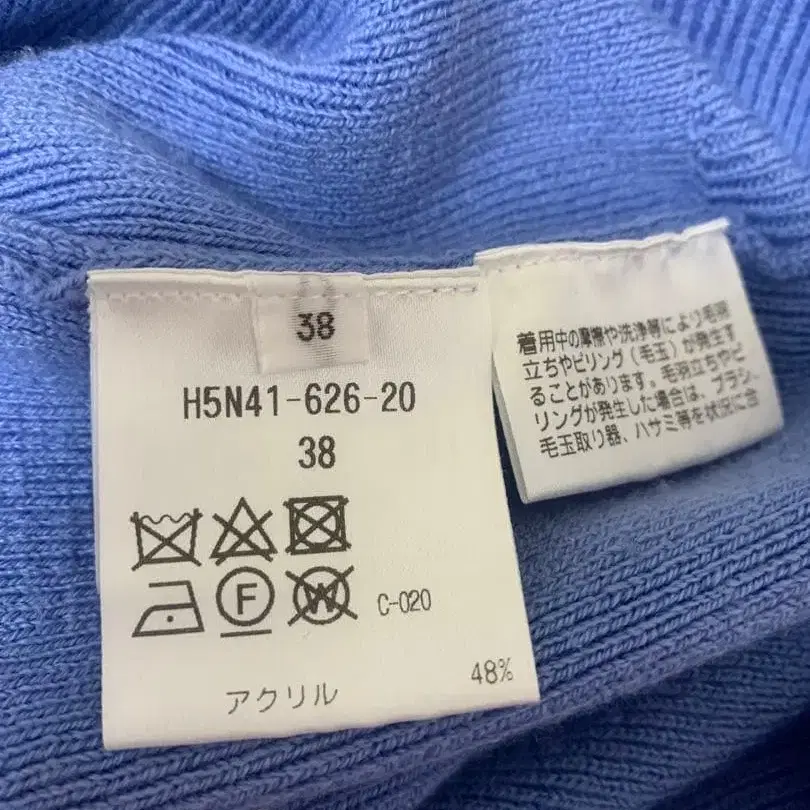 38
H5N41-626-20
38
F
W
C-020
アクリル 48%
着用中の摩擦や洗浄等により毛羽
立ちやピリング(毛玉)が発生す
ることがあります。毛羽立ちやピ
リングが発生した場合は、ブラシ、
毛玉取り器、ハサミ等を状況に合